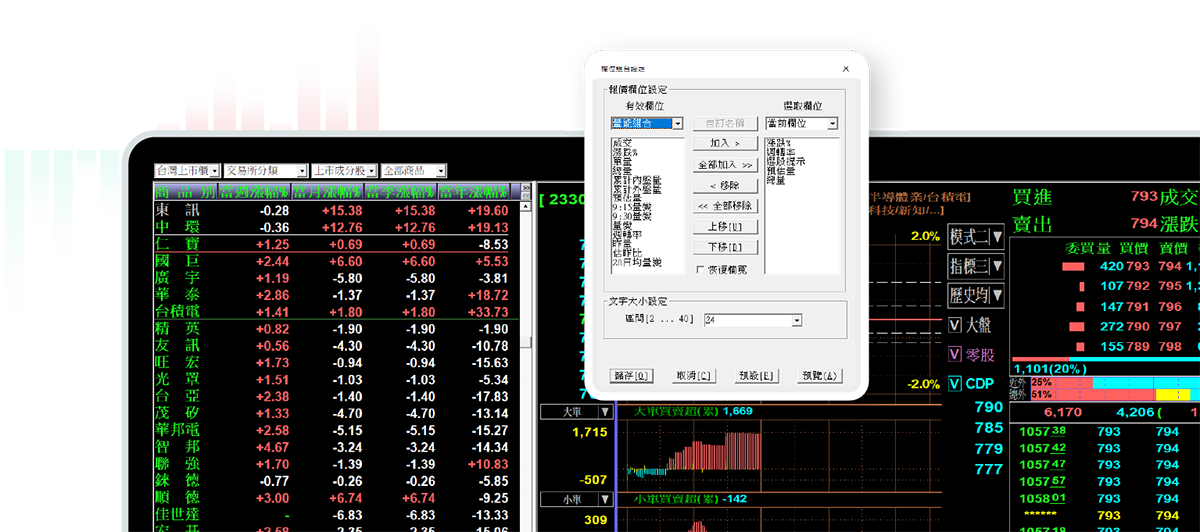 欄位組合設定
報價欄位設定
有效欄位
選取欄位
量能組合
自訂名稱
當前欄位
成交
漲跌%
單量
總量
累計內盤量
累計外盤量
預估量
9:15量變
9:30量變
量變
週轉率
昨量
估昨比
20日均量變
加入 >
全部加入 >>
< 移除
<< 全部移除
上移[U]
下移[D]
恢復欄寬
漲跌%
週轉率
選股提示
預估量
總量
文字大小設定
區間[2 ... 40]
24
儲存[O]
取消[C]
預設[E]
預覽(A)
台灣上市櫃
交易所分類
上市成分股
全部商品
商品別 當週漲幅% 當月漲幅% 當季漲幅% 當年漲幅%
東訊 -0.28 +15.38 +15.38 +19.60
中環 -0.36 +12.76 +12.76 +19.13
仁寶 +1.25 +0.69 +0.69 -8.53
國巨 +2.44 +6.60 +6.60 +5.53
廣宇 +1.19 -5.80 -5.80 -3.81
華泰 +2.86 -1.37 -1.37 +18.72
台積電 +1.41 +1.80 +1.80 +33.73
精英 +0.82 -1.90 -1.90 -1.90
友訊 +0.56 -4.30 -4.30 -10.78
旺宏 +1.73 -0.94 -0.94 -15.63
光罩 +1.51 -1.03 -1.03 -5.34
台亞 +2.38 -1.40 -1.40 -17.83
茂矽 +1.33 -4.70 -4.70 -13.14
華邦電 +2.58 -5.15 -5.15 -15.27
智邦 +4.67 -3.24 -3.24 -14.34
聯強 +1.70 -1.39 -1.39 +10.83
錸德 -0.77 -0.26 -0.26 -5.85
順德 +3.00 +6.74 +6.74 -9.25
佳世達 - -6.83 -6.83 -13.33
[ 2330
半導體業/台積電]
科技/新知/...]
2.0%
-2.0%
模式二
指標三
歷史均
V 大盤
V 零股
V CDP
790
785
779
777
大單
大單買賣超(累) 1,669
1,715
-507
小單
小單買賣超(累) -142
309
買進 793 成交
賣出 794 漲跌
委買量 買價 賣價
420 793 794
107 792 795
147 791 796
272 790 797
155 789 798
1,101(20%)
近外 25%
總外 51%
6,170 4,206 (
1057 38 793 794
1057 42 793 794
1057 47 793 794
1057 57 793 794
1058 01 793 794
****** 793 794